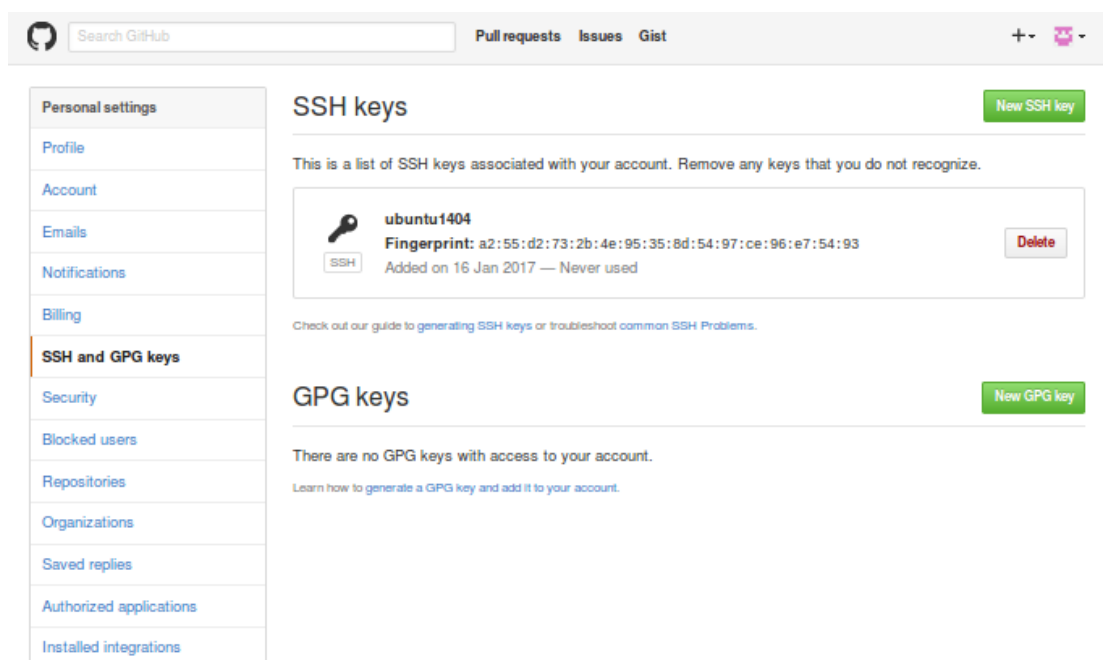 Search GitHub
Pull requests Issues Gist
Personal settings
Profile
Account
Emails
Notifications
Billing
SSH and GPG keys
Security
Blocked users
Repositories
Organizations
Saved replies
Authorized applications
Installed integrations
SSH keys
New SSH key
This is a list of SSH keys associated with your account. Remove any keys that you do not recognize.
ubuntu1404
Fingerprint: a2:55:d2:73:2b:4e:95:35:8d:54:97:ce:96:e7:54:93
SSH
Added on 16 Jan 2017 — Never used
Delete
Check out our guide to generating SSH keys or troubleshoot common SSH Problems.
GPG keys
New GPG key
There are no GPG keys with access to your account.
Learn how to generate a GPG key and add it to your account.